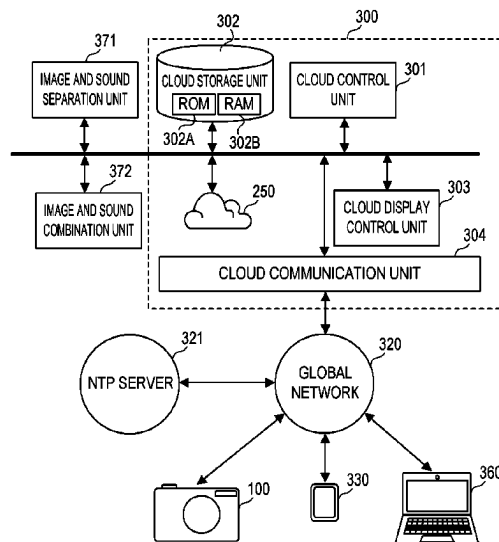 371
302
300
IMAGE AND SOUND
SEPARATION UNIT
CLOUD STORAGE UNIT
ROM
RAM
302A
302B
CLOUD CONTROL
UNIT
301
372
IMAGE AND SOUND
COMBINATION UNIT
250
303
CLOUD DISPLAY
CONTROL UNIT
304
CLOUD COMMUNICATION UNIT
321
NTP SERVER
320
GLOBAL
NETWORK
100
330
360